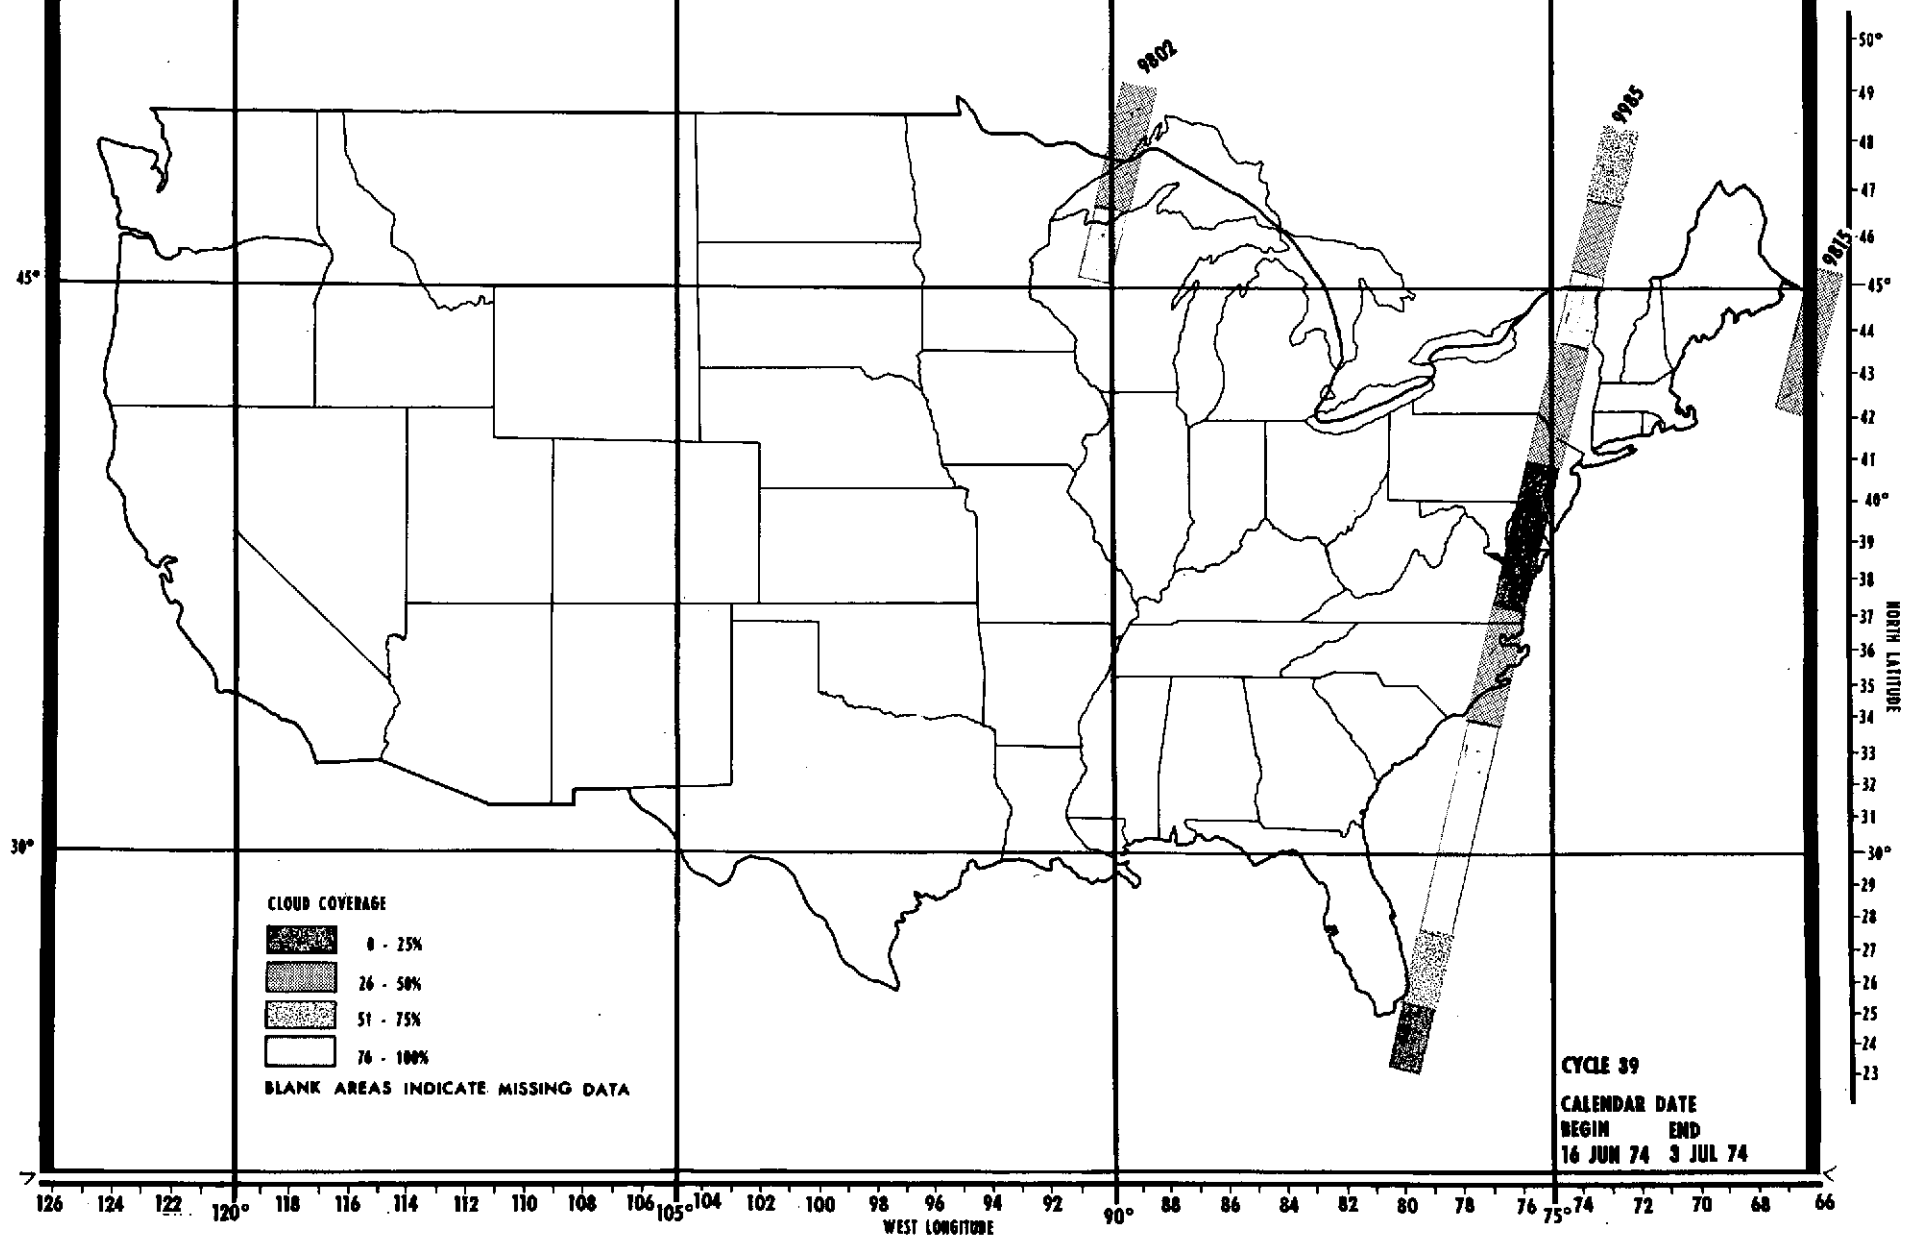 9802
9985
9815
50°
49
48
47
46
45°
44
43
42
41
40°
39
38
37
36
35
34
33
32
31
30°
29
28
27
26
25
24
23
NORTH LATITUDE
45°
30°
CLOUD COVERAGE
0 - 25%
26 - 50%
51 - 75%
76 - 100%
BLANK AREAS INDICATE MISSING DATA
CYCLE 39
CALENDAR DATE
BEGIN END
16 JUN 74 3 JUL 74
126 124 122 120° 118 116 114 112 110 108 106 105° 104 102 100 98 96 94 92 90° 88 86 84 82 80 78 76 75° 74 72 70 68 66
WEST LONGITUDE